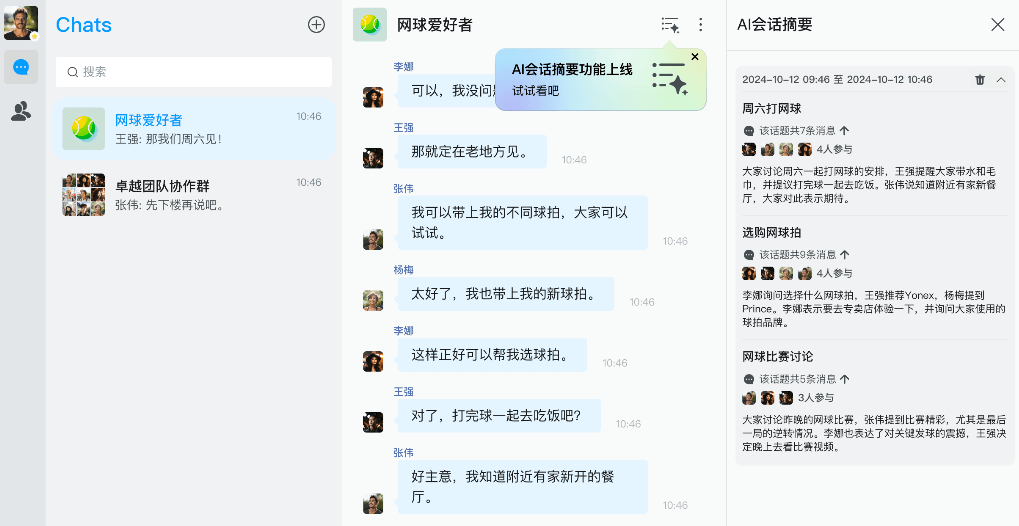 Chats
搜索
网球爱好者
10:46
王强: 那我们周六见!
卓越团队协作群
10:46
张伟: 先下楼再说吧。
网球爱好者
AI会话摘要功能上线
试试看吧
李娜
可以，我没问
王强
那就定在老地方见。
10:46
张伟
我可以带上我的不同球拍，大家可以
试试。
10:46
杨梅
太好了，我也带上我的新球拍。
10:46
李娜
这样正好可以帮我选球拍。
10:46
王强
对了，打完球一起去吃饭吧?
10:46
张伟
好主意，我知道附近有家新开的餐
厅。
10:46
AI会话摘要
2024-10-12 09:46 至 2024-10-12 10:46
周六打网球
该话题共7条消息
4人参与
大家讨论周六一起打网球的安排，王强提醒大家带水和毛
巾，并提议打完球一起去吃饭。张伟说知道附近有家新餐
厅，大家对此表示期待。
选购网球拍
该话题共9条消息
4人参与
李娜询问选择什么网球拍，王强推荐Yonex，杨梅提到
Prince。李娜表示要去专卖店体验一下，并询问大家使用的
球拍品牌。
网球比赛讨论
该话题共5条消息
3人参与
大家讨论昨晚的网球比赛，张伟提到比赛精彩，尤其是最后
一局的逆转情况。李娜也表达了对关键发球的震撼，王强决
定晚上去看比赛视频。